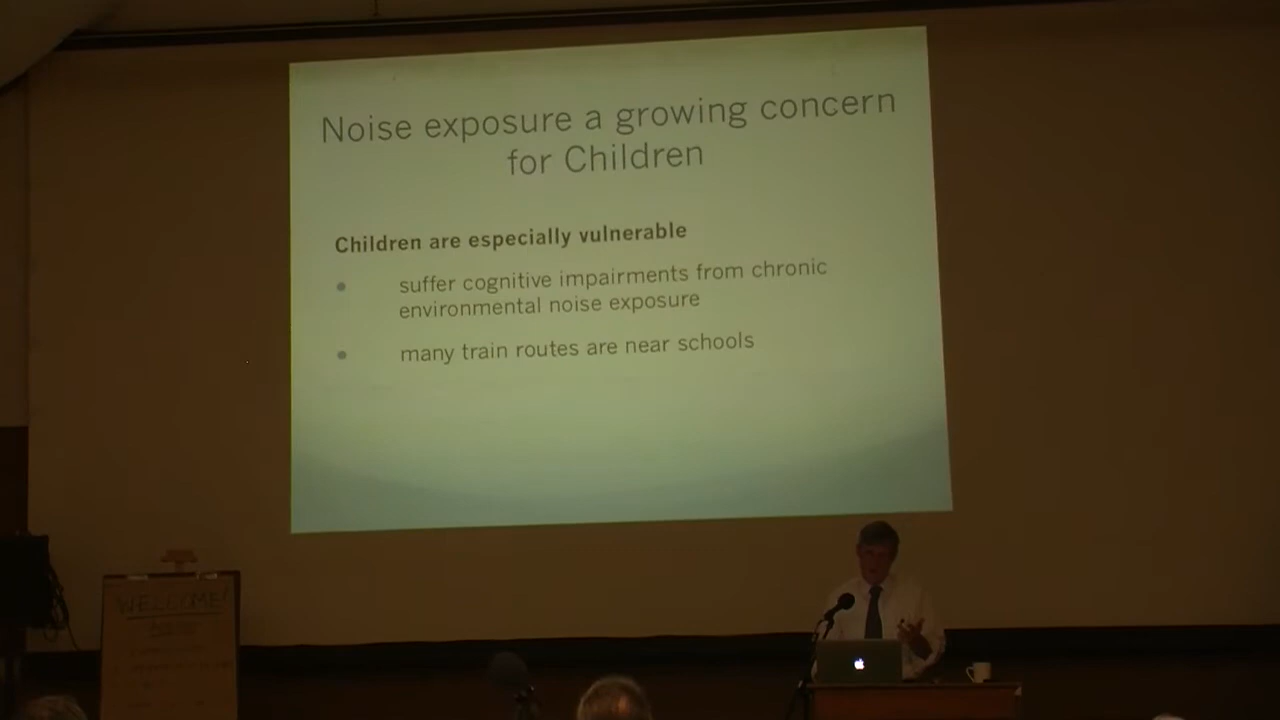 Noise exposure a growing concern
for Children
Children are especially vulnerable
suffer cognitive impairments from chronic
environmental noise exposure
many train routes are near schools
WELCOME!